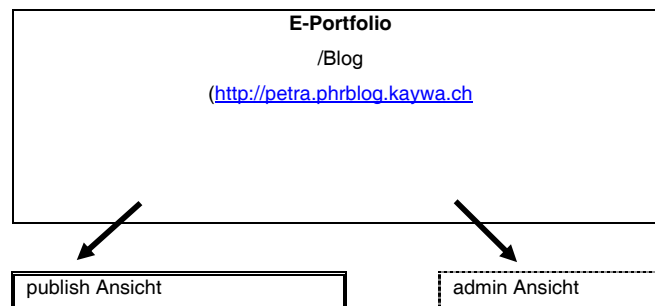 E-Portfolio
/Blog
(http://petra.phrblog.kaywa.ch
publish Ansicht
admin Ansicht